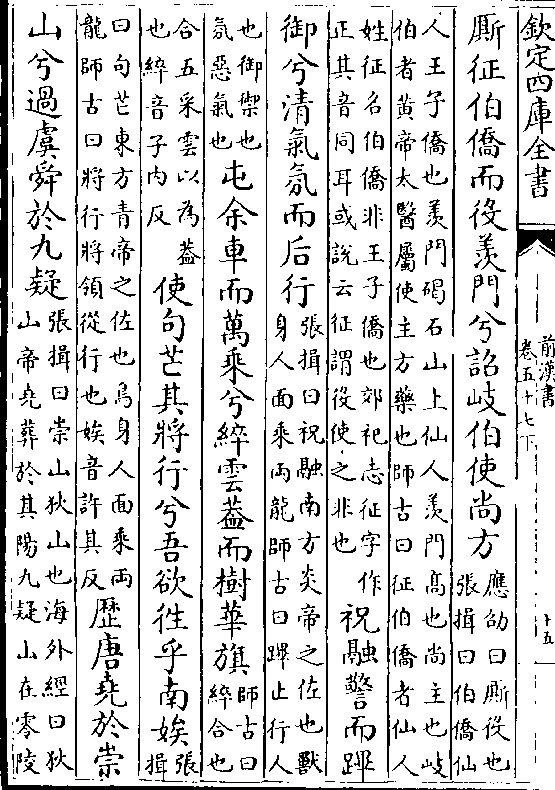 欽定四庫全書
前漢書
卷五十七下
十五
厮征伯僑而役羨門兮詔岐伯使尚方應劭曰厮役也張揖曰伯僑仙
人王子僑也羨門碣石山上仙人羨門髙也尚主也岐伯者黄帝太醫屬使主方藥也師古曰征伯僑者仙人
姓征名伯僑非王子僑也郊祀志征字作正其音同耳或說云征謂役使之非也祝融警而蹕
御兮清氣氛而后行張揖曰祝融南方炎帝之佐也獸身人面乘兩龍師古曰蹕止行人
也御禦也氛惡氣也屯余車而萬乘兮綷雲葢而樹華旗師古曰綷合也
合五采雲以為葢也綷音子内反使句芒其將行兮吾欲徃乎南娭張揖
曰句芒東方青帝之佐也鳥身人面乘兩龍師古曰將行將領從行也娭音許其反歴唐堯於崇
山兮過虞舜於九疑張揖曰崇山狄山也海外經曰狄山帝堯葬於其陽九疑山在零陵